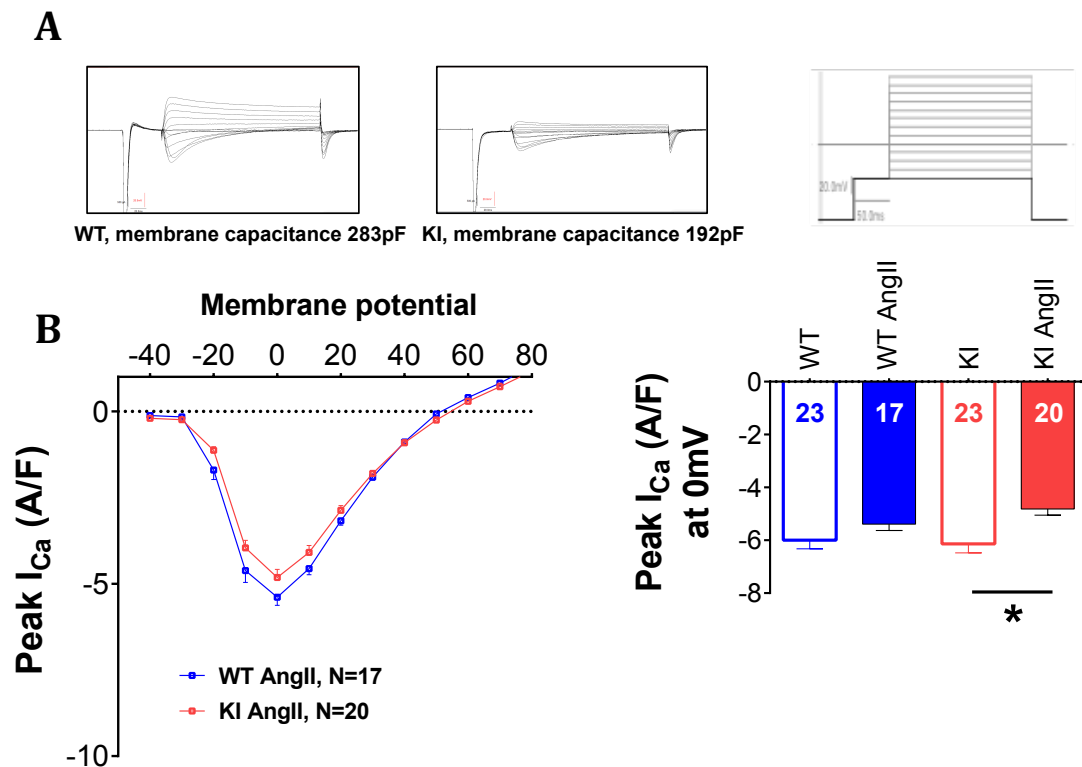 A
20.0mV
50.0ms
WT, membrane capacitance 283pF
KI, membrane capacitance 192pF
B
Membrane potential
-40 -20 0 20 40 60 80
0
-5
-10
Peak ICa (A/F)
WT AngII, N=17
KI AngII, N=20
WT
WT AngII
KI
KI AngII
0
-2
-4
-6
-8
Peak ICa (A/F)
at 0mV
23
17
23
20
*